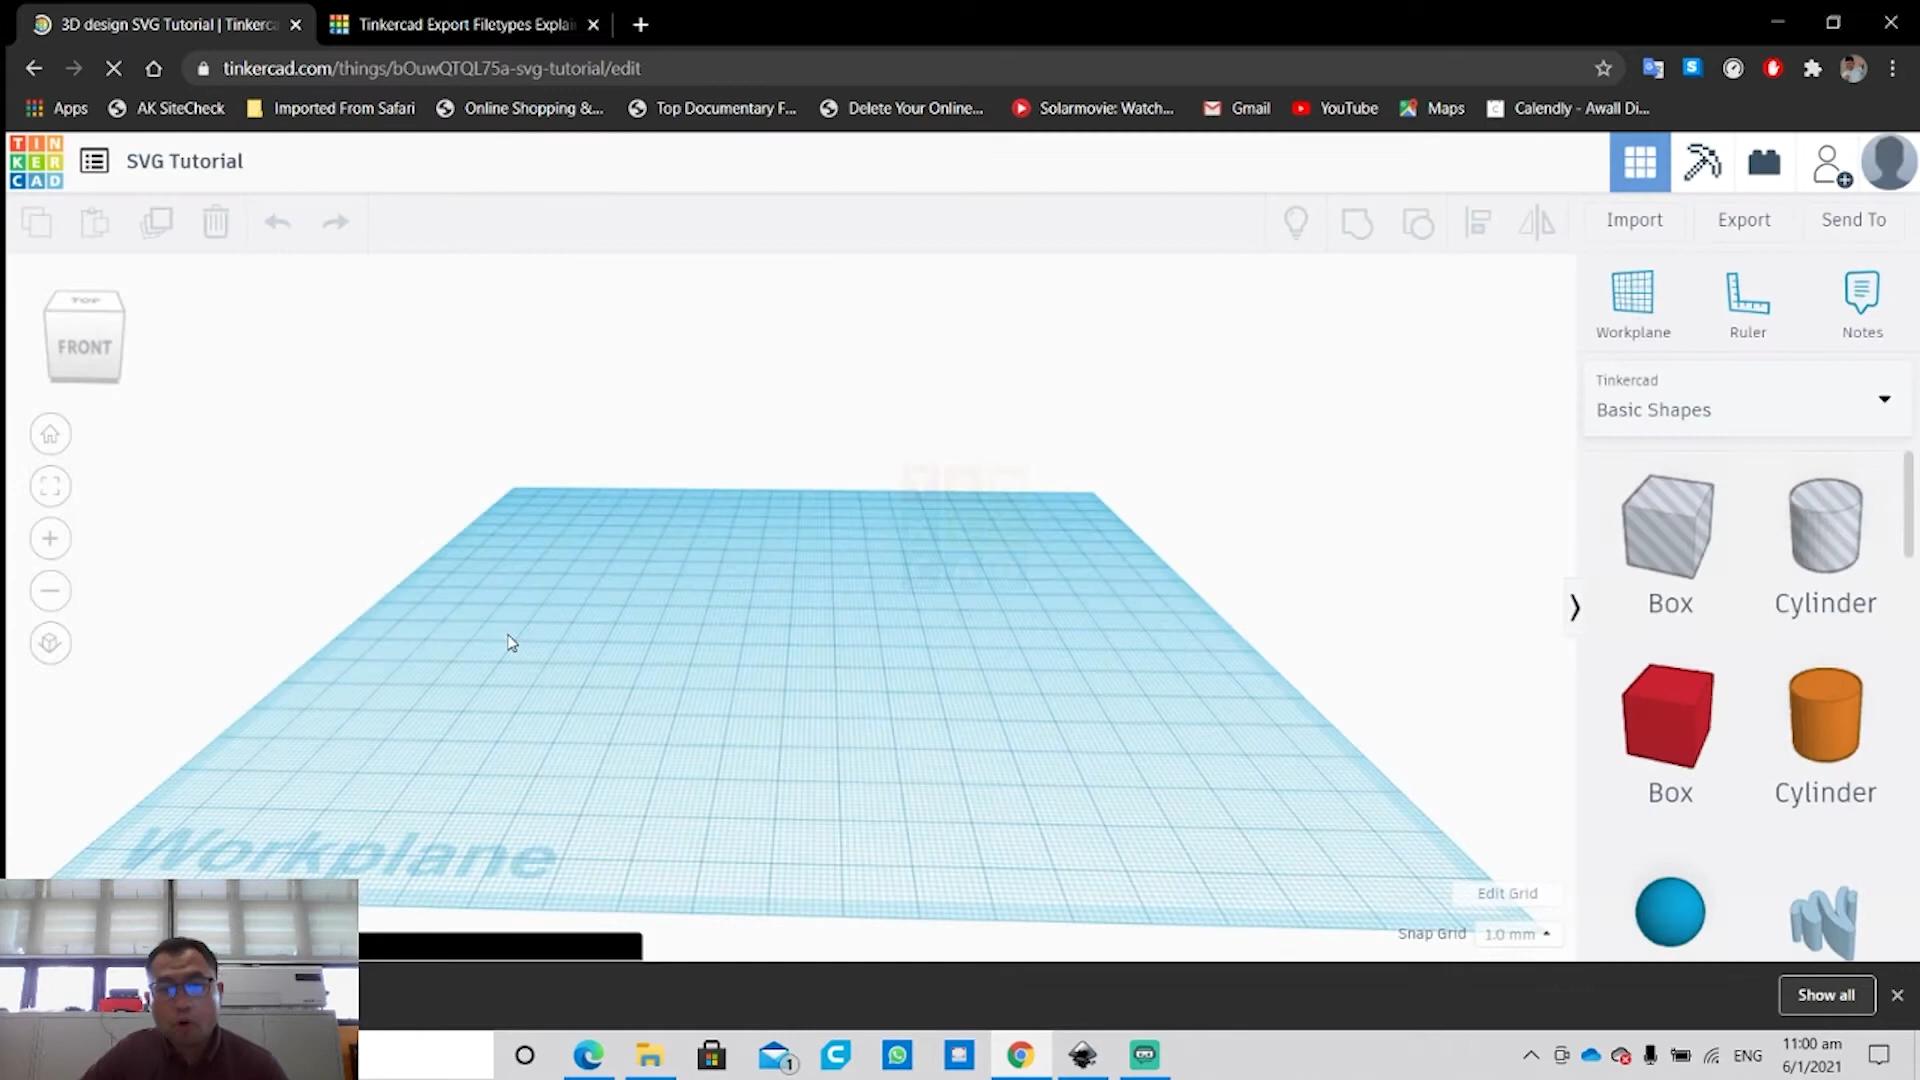 3D design SVG Tutorial | Tinkerca
Tinkercad Export Filetypes Explai
tinkercad.com/things/bOuwQTQL75a-svg-tutorial/edit
Apps
AK SiteCheck
Imported From Safari
Online Shopping &...
Top Documentary F...
Delete Your Online...
Solarmovie: Watch...
Gmail
YouTube
Maps
Calendly - Awall Di...
TIN
KER
CAD
SVG Tutorial
Import
Export
Send To
TOP
FRONT
Workplane
Ruler
Notes
Tinkercad
Basic Shapes
Box
Cylinder
Box
Cylinder
Workplane
Edit Grid
Snap Grid
1.0 mm
Show all
1
ENG
11:00 am
6/1/2021